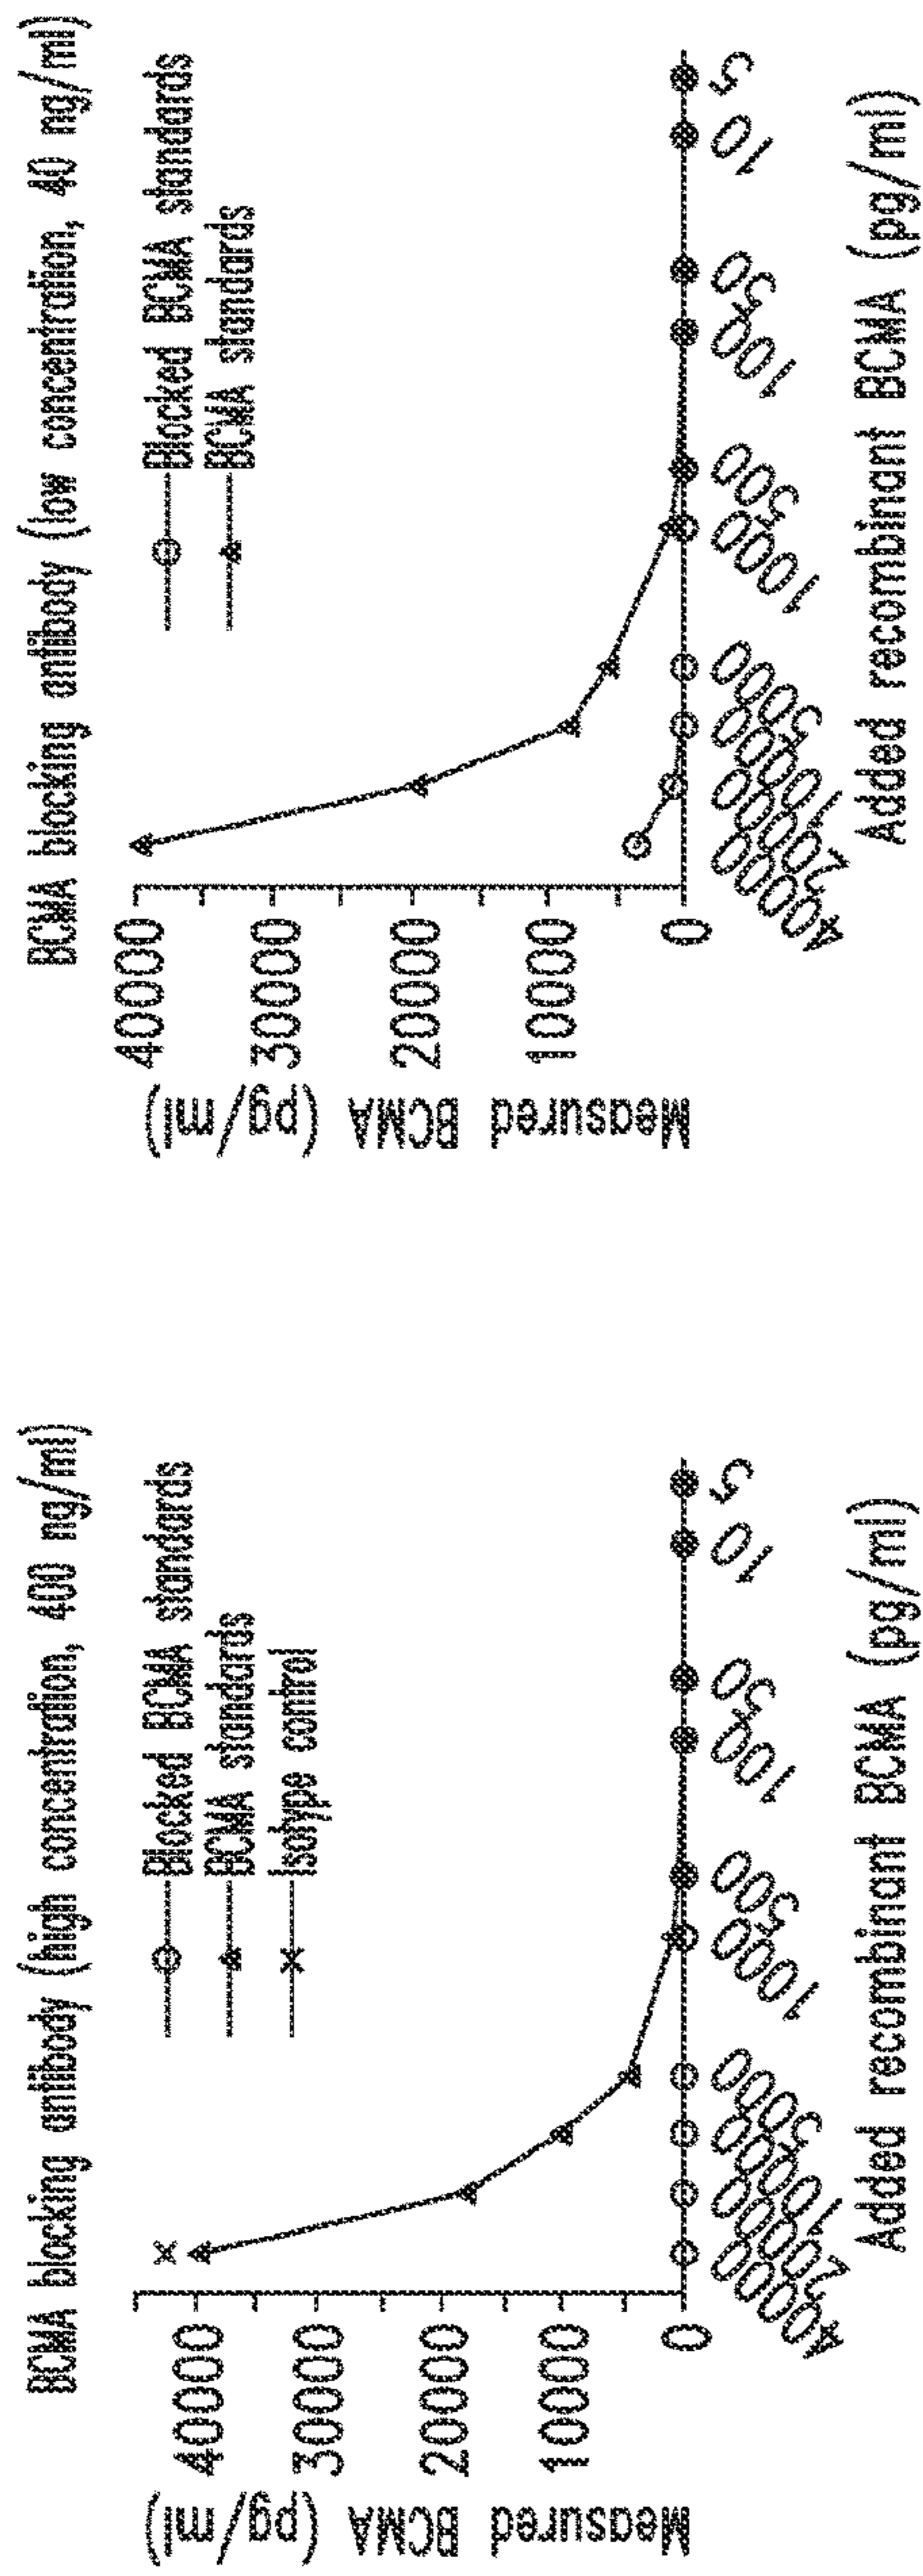 BCMA blocking antibody (high concentration, 400 ng/ml)
Blocked BCMA standards
BCMA standards
Isotype control
Measured BCMA (pg/ml)
40000
30000
20000
10000
0
40000
20000
10000
5000
1000
500
100
50
10
5
Added recombinant BCMA (pg/ml)
BCMA blocking antibody (low concentration, 40 ng/ml)
Blocked BCMA standards
BCMA standards
Measured BCMA (pg/ml)
40000
30000
20000
10000
0
40000
20000
10000
5000
1000
500
100
50
10
5
Added recombinant BCMA (pg/ml)